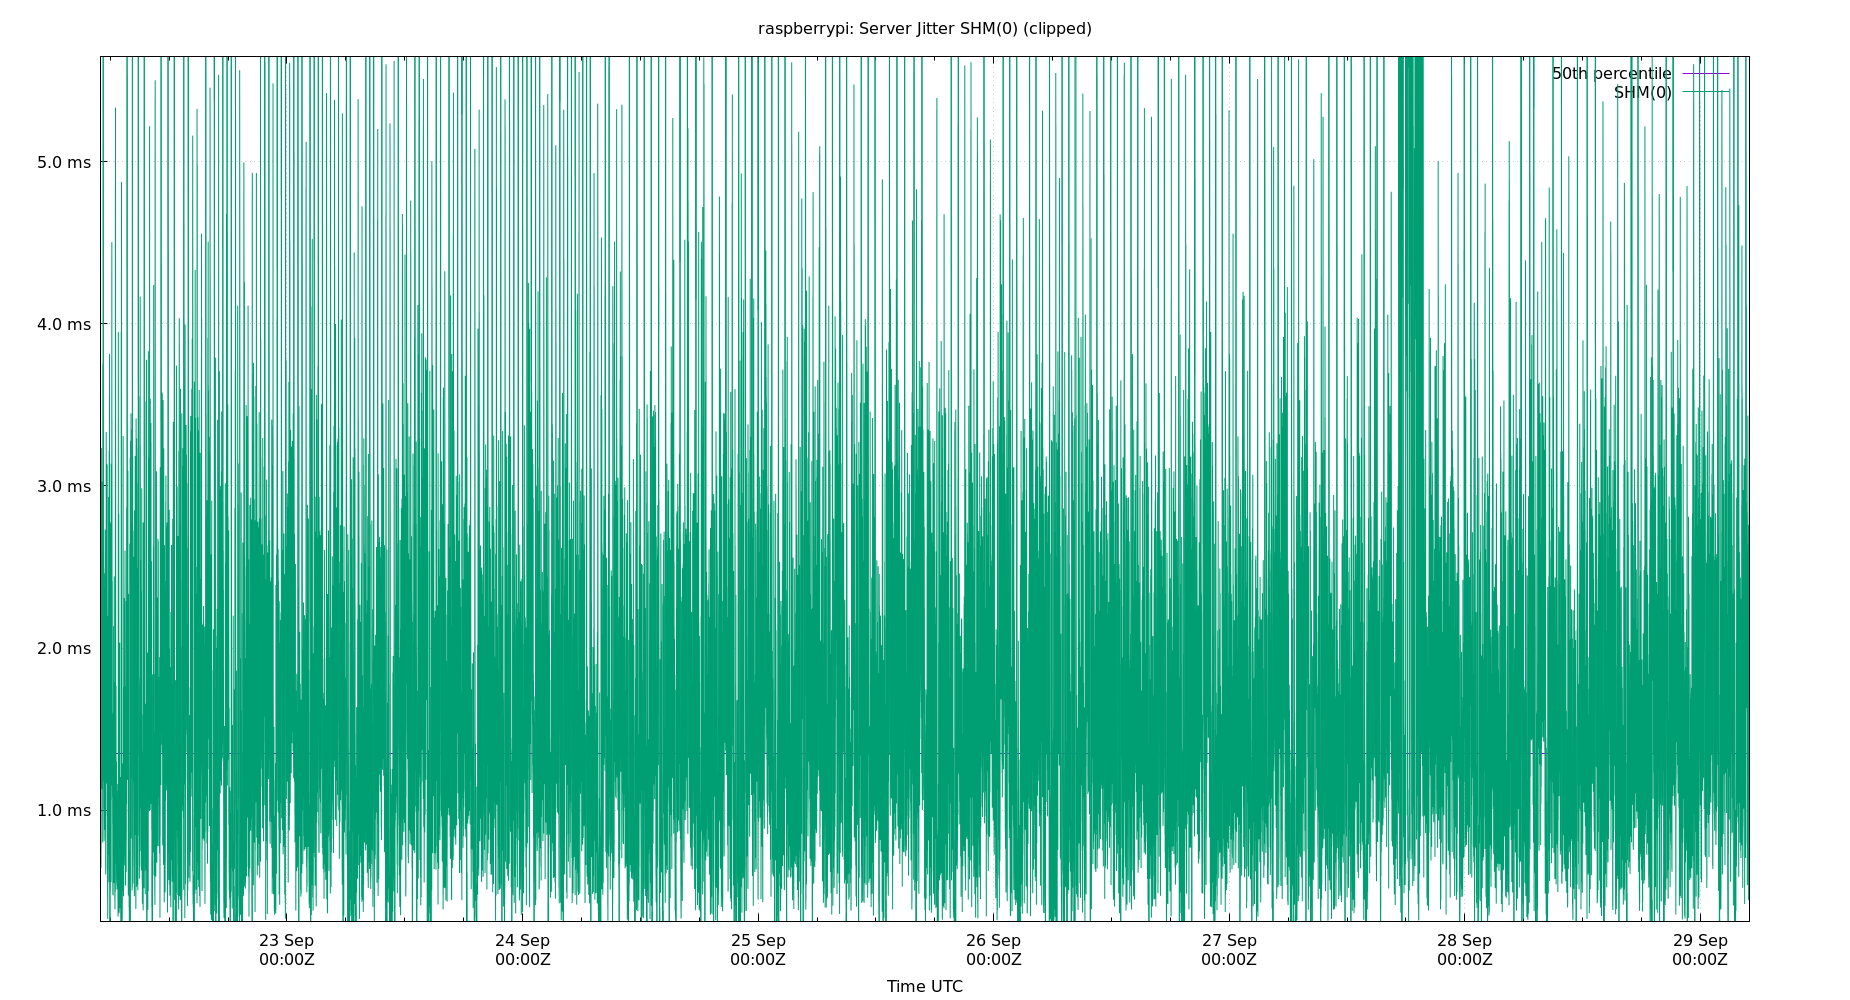 raspberrypi: Server Jitter SHM(0) (clipped)
50th percentile
SHM(0)
5.0 ms
4.0 ms
3.0 ms
2.0 ms
1.0 ms
23 Sep 24 Sep 25 Sep 26 Sep 27 Sep 28 Sep 29 Sep
00:00Z 00:00Z 00:00Z 00:00Z 00:00Z 00:00Z 00:00Z
Time UTC